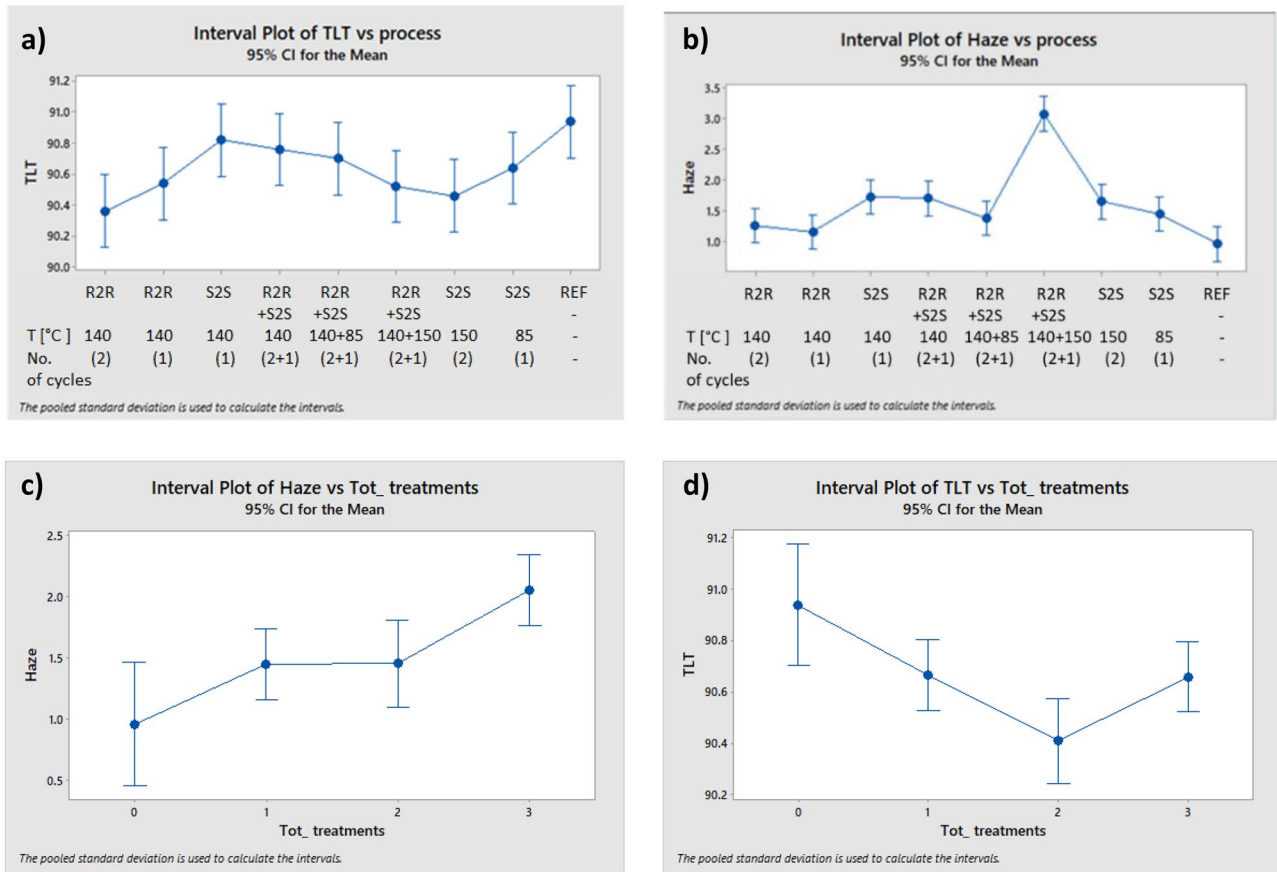 a)
Interval Plot of TLT vs process
95% CI for the Mean
91.2
91.0
90.8
90.6
90.4
90.2
90.0
TLT
R2R R2R S2S R2R R2R R2R S2S S2S REF
+S2S +S2S +S2S -
T [°C ] 140 140 140 140 140+85 140+150 150 85 -
No. (2) (1) (1) (2+1) (2+1) (2+1) (2) (1) -
of cycles
The pooled standard deviation is used to calculate the intervals.
b)
Interval Plot of Haze vs process
95% CI for the Mean
3.5
3.0
2.5
2.0
1.5
1.0
Haze
R2R R2R S2S R2R R2R R2R S2S S2S REF
+S2S +S2S +S2S -
T [°C ] 140 140 140 140 140+85 140+150 150 85 -
No. (2) (1) (1) (2+1) (2+1) (2+1) (2) (1) -
of cycles
The pooled standard deviation is used to calculate the intervals.
c)
Interval Plot of Haze vs Tot_ treatments
95% CI for the Mean
2.5
2.0
1.5
1.0
0.5
Haze
0 1 2 3
Tot_ treatments
The pooled standard deviation is used to calculate the intervals.
d)
Interval Plot of TLT vs Tot_ treatments
95% CI for the Mean
91.2
91.0
90.8
90.6
90.4
90.2
TLT
0 1 2 3
Tot_ treatments
The pooled standard deviation is used to calculate the intervals.